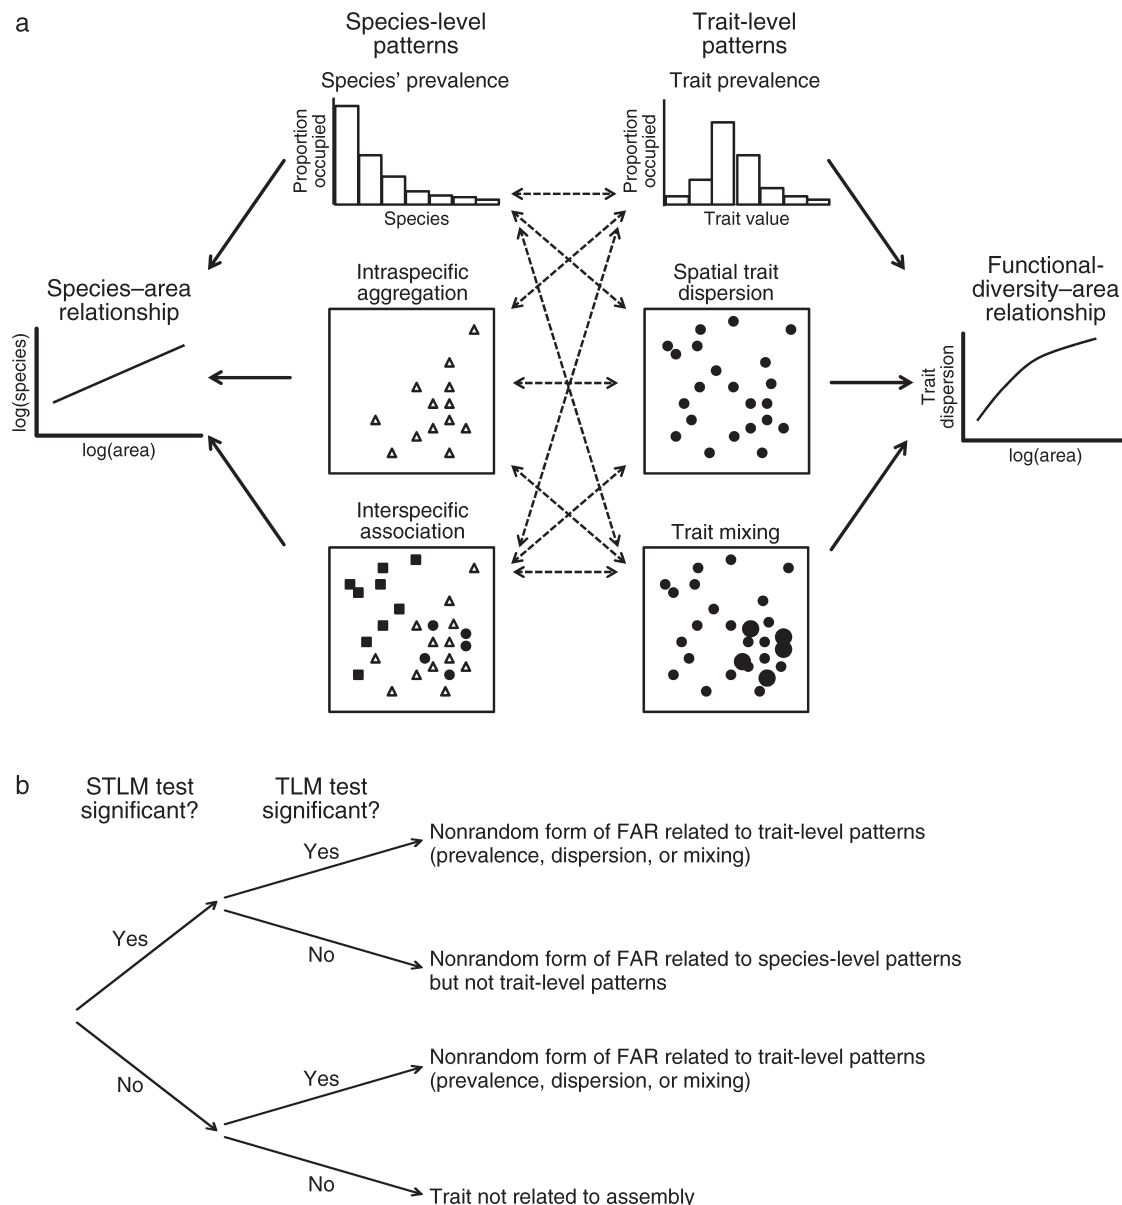 a
Species-level
patterns
Trait-level
patterns
Species' prevalence
Proportion
occupied
Species
Trait prevalence
Proportion
occupied
Trait value
Species–area
relationship
log(species)
log(area)
Intraspecific
aggregation
Spatial trait
dispersion
Functional-
diversity–area
relationship
Trait
dispersion
log(area)
Interspecific
association
Trait mixing
b
STLM test
significant?
TLM test
significant?
Yes
Nonrandom form of FAR related to trait-level patterns
(prevalence, dispersion, or mixing)
Yes
No
Nonrandom form of FAR related to species-level patterns
but not trait-level patterns
No
Yes
Nonrandom form of FAR related to trait-level patterns
(prevalence, dispersion, or mixing)
No
Trait not related to assembly